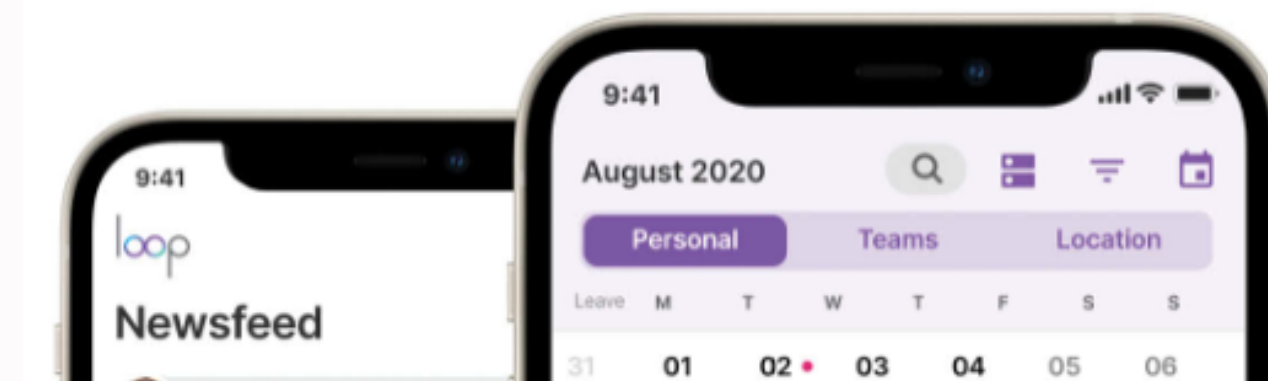 9:41
loop
Newsfeed
9:41
August 2020
Personal Teams Location
Leave M T W T F S S
31 01 02 03 04 05 06